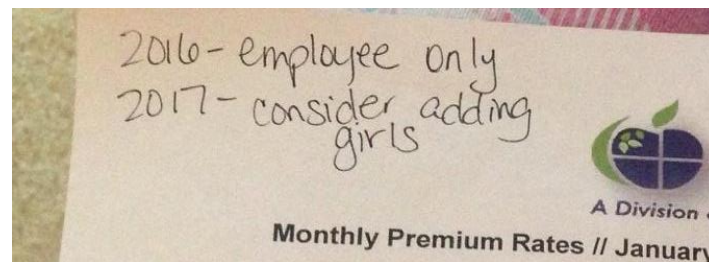 2016 - employee only
2017 - consider adding
girls
A Division
Monthly Premium Rates // January